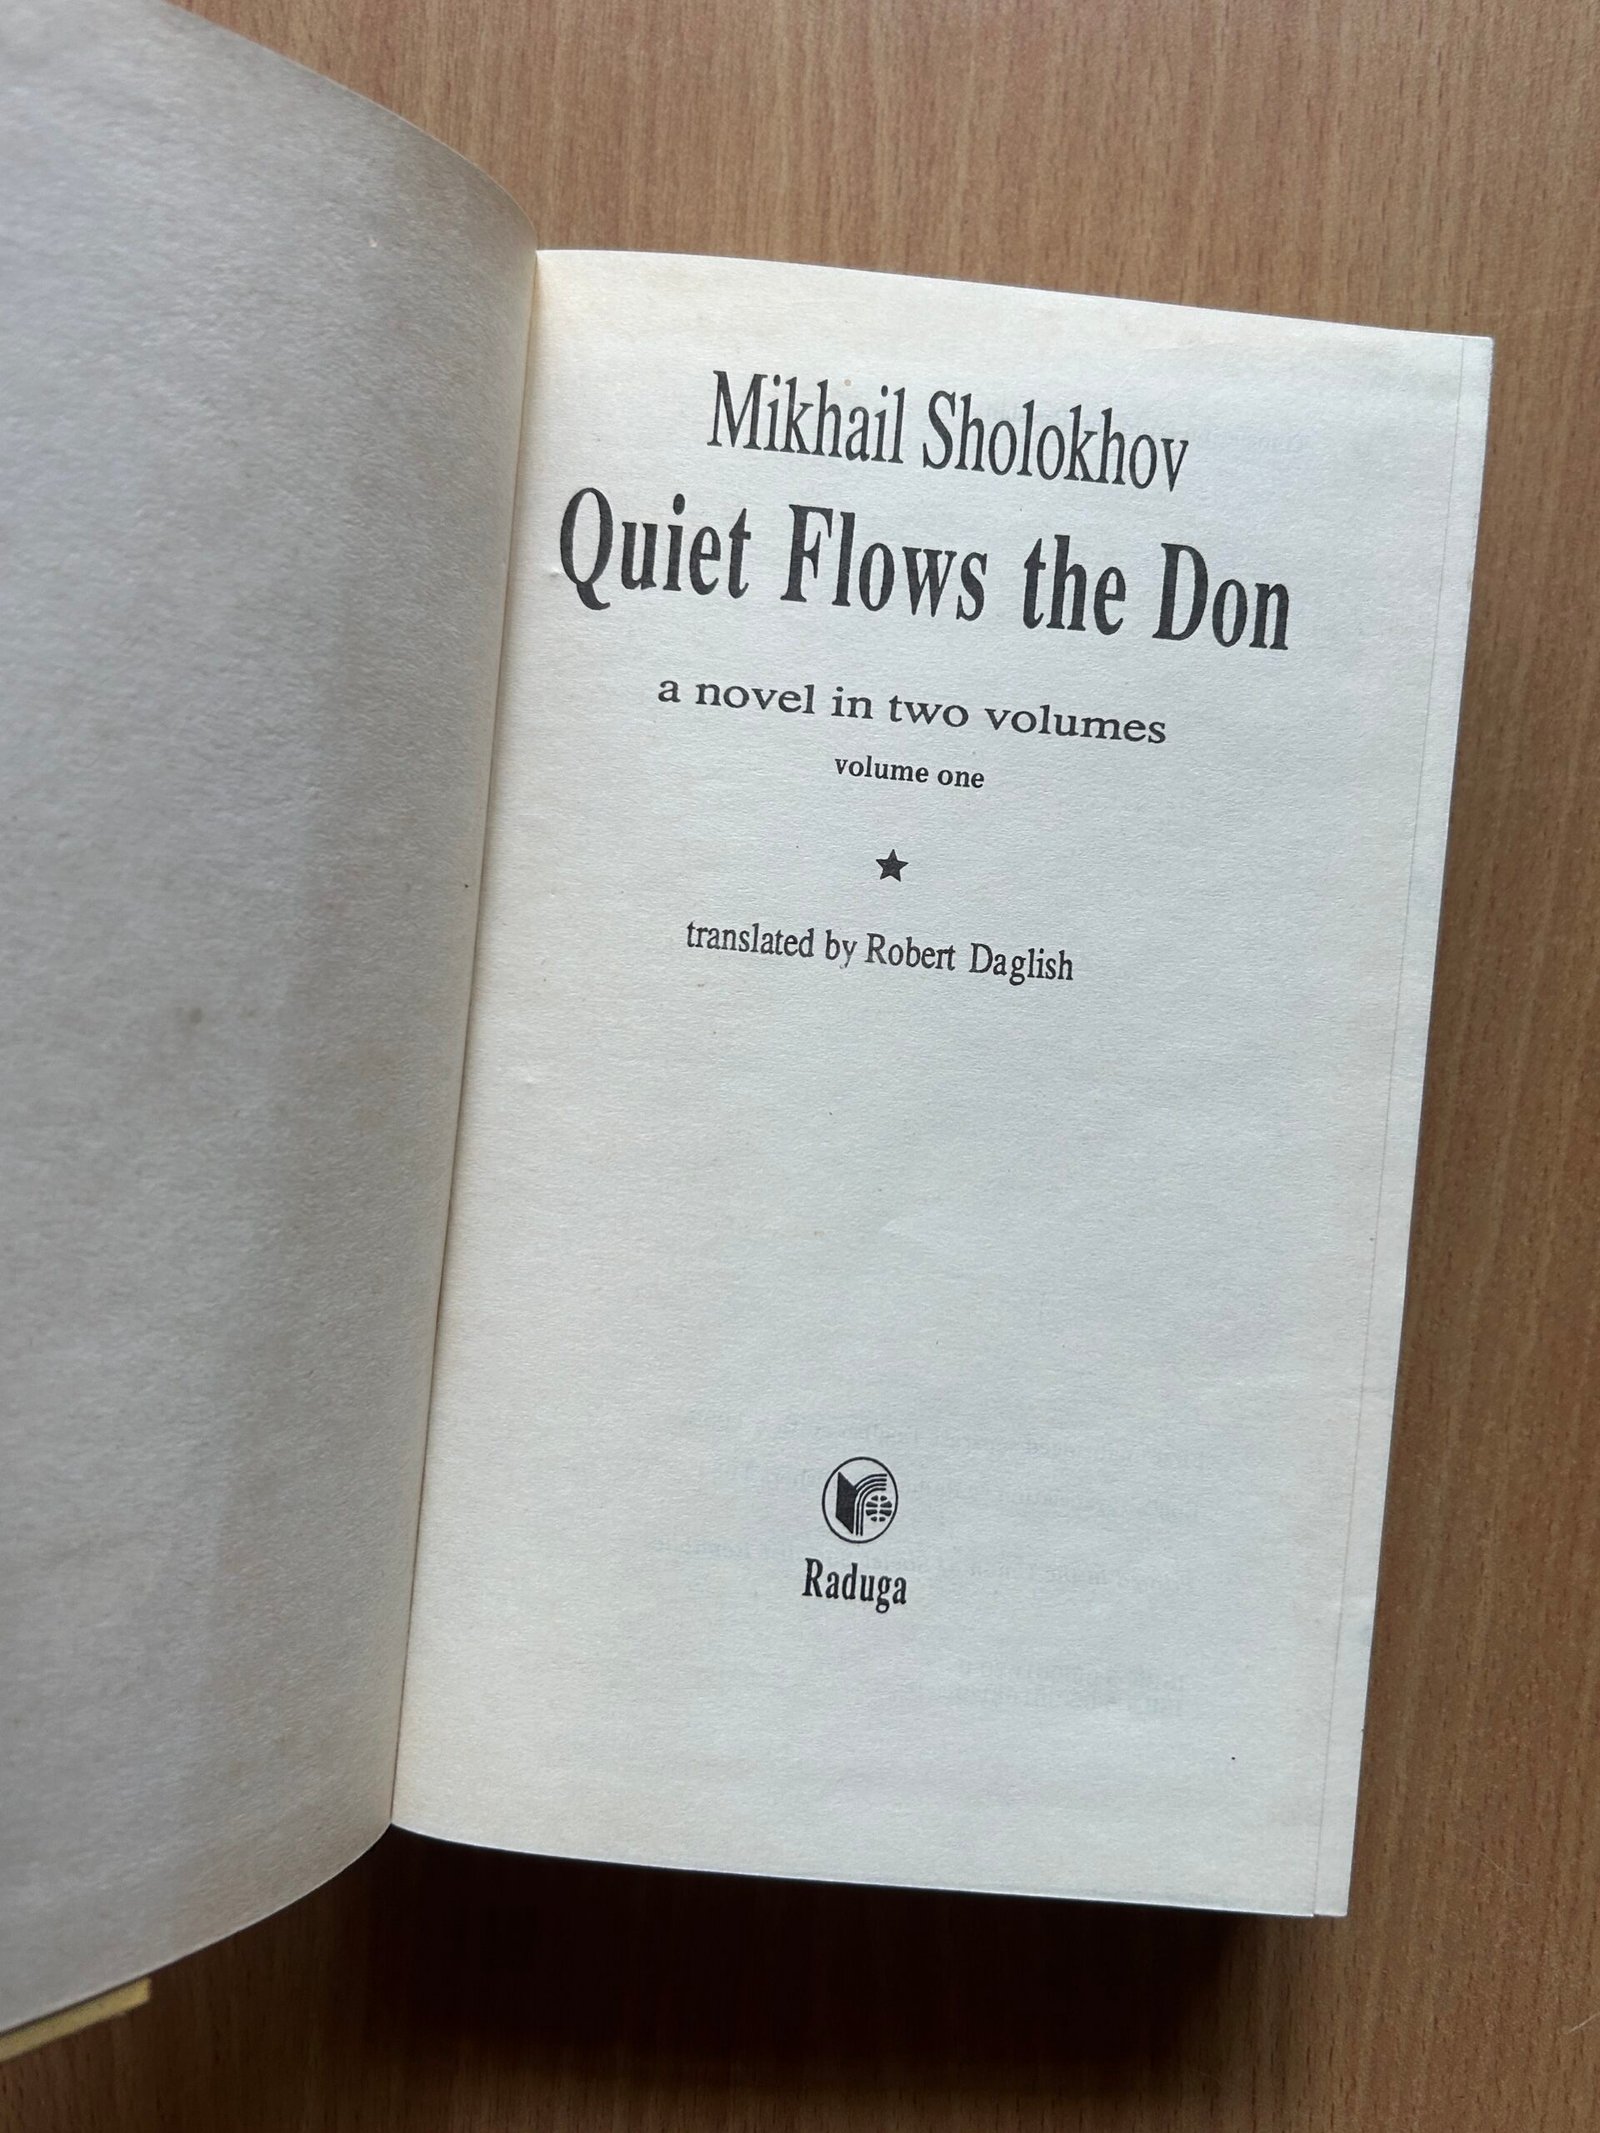 Mikhail Sholokhov
Quiet Flows the Don
a novel in two volumes
volume one
translated by Robert Daglish
Raduga